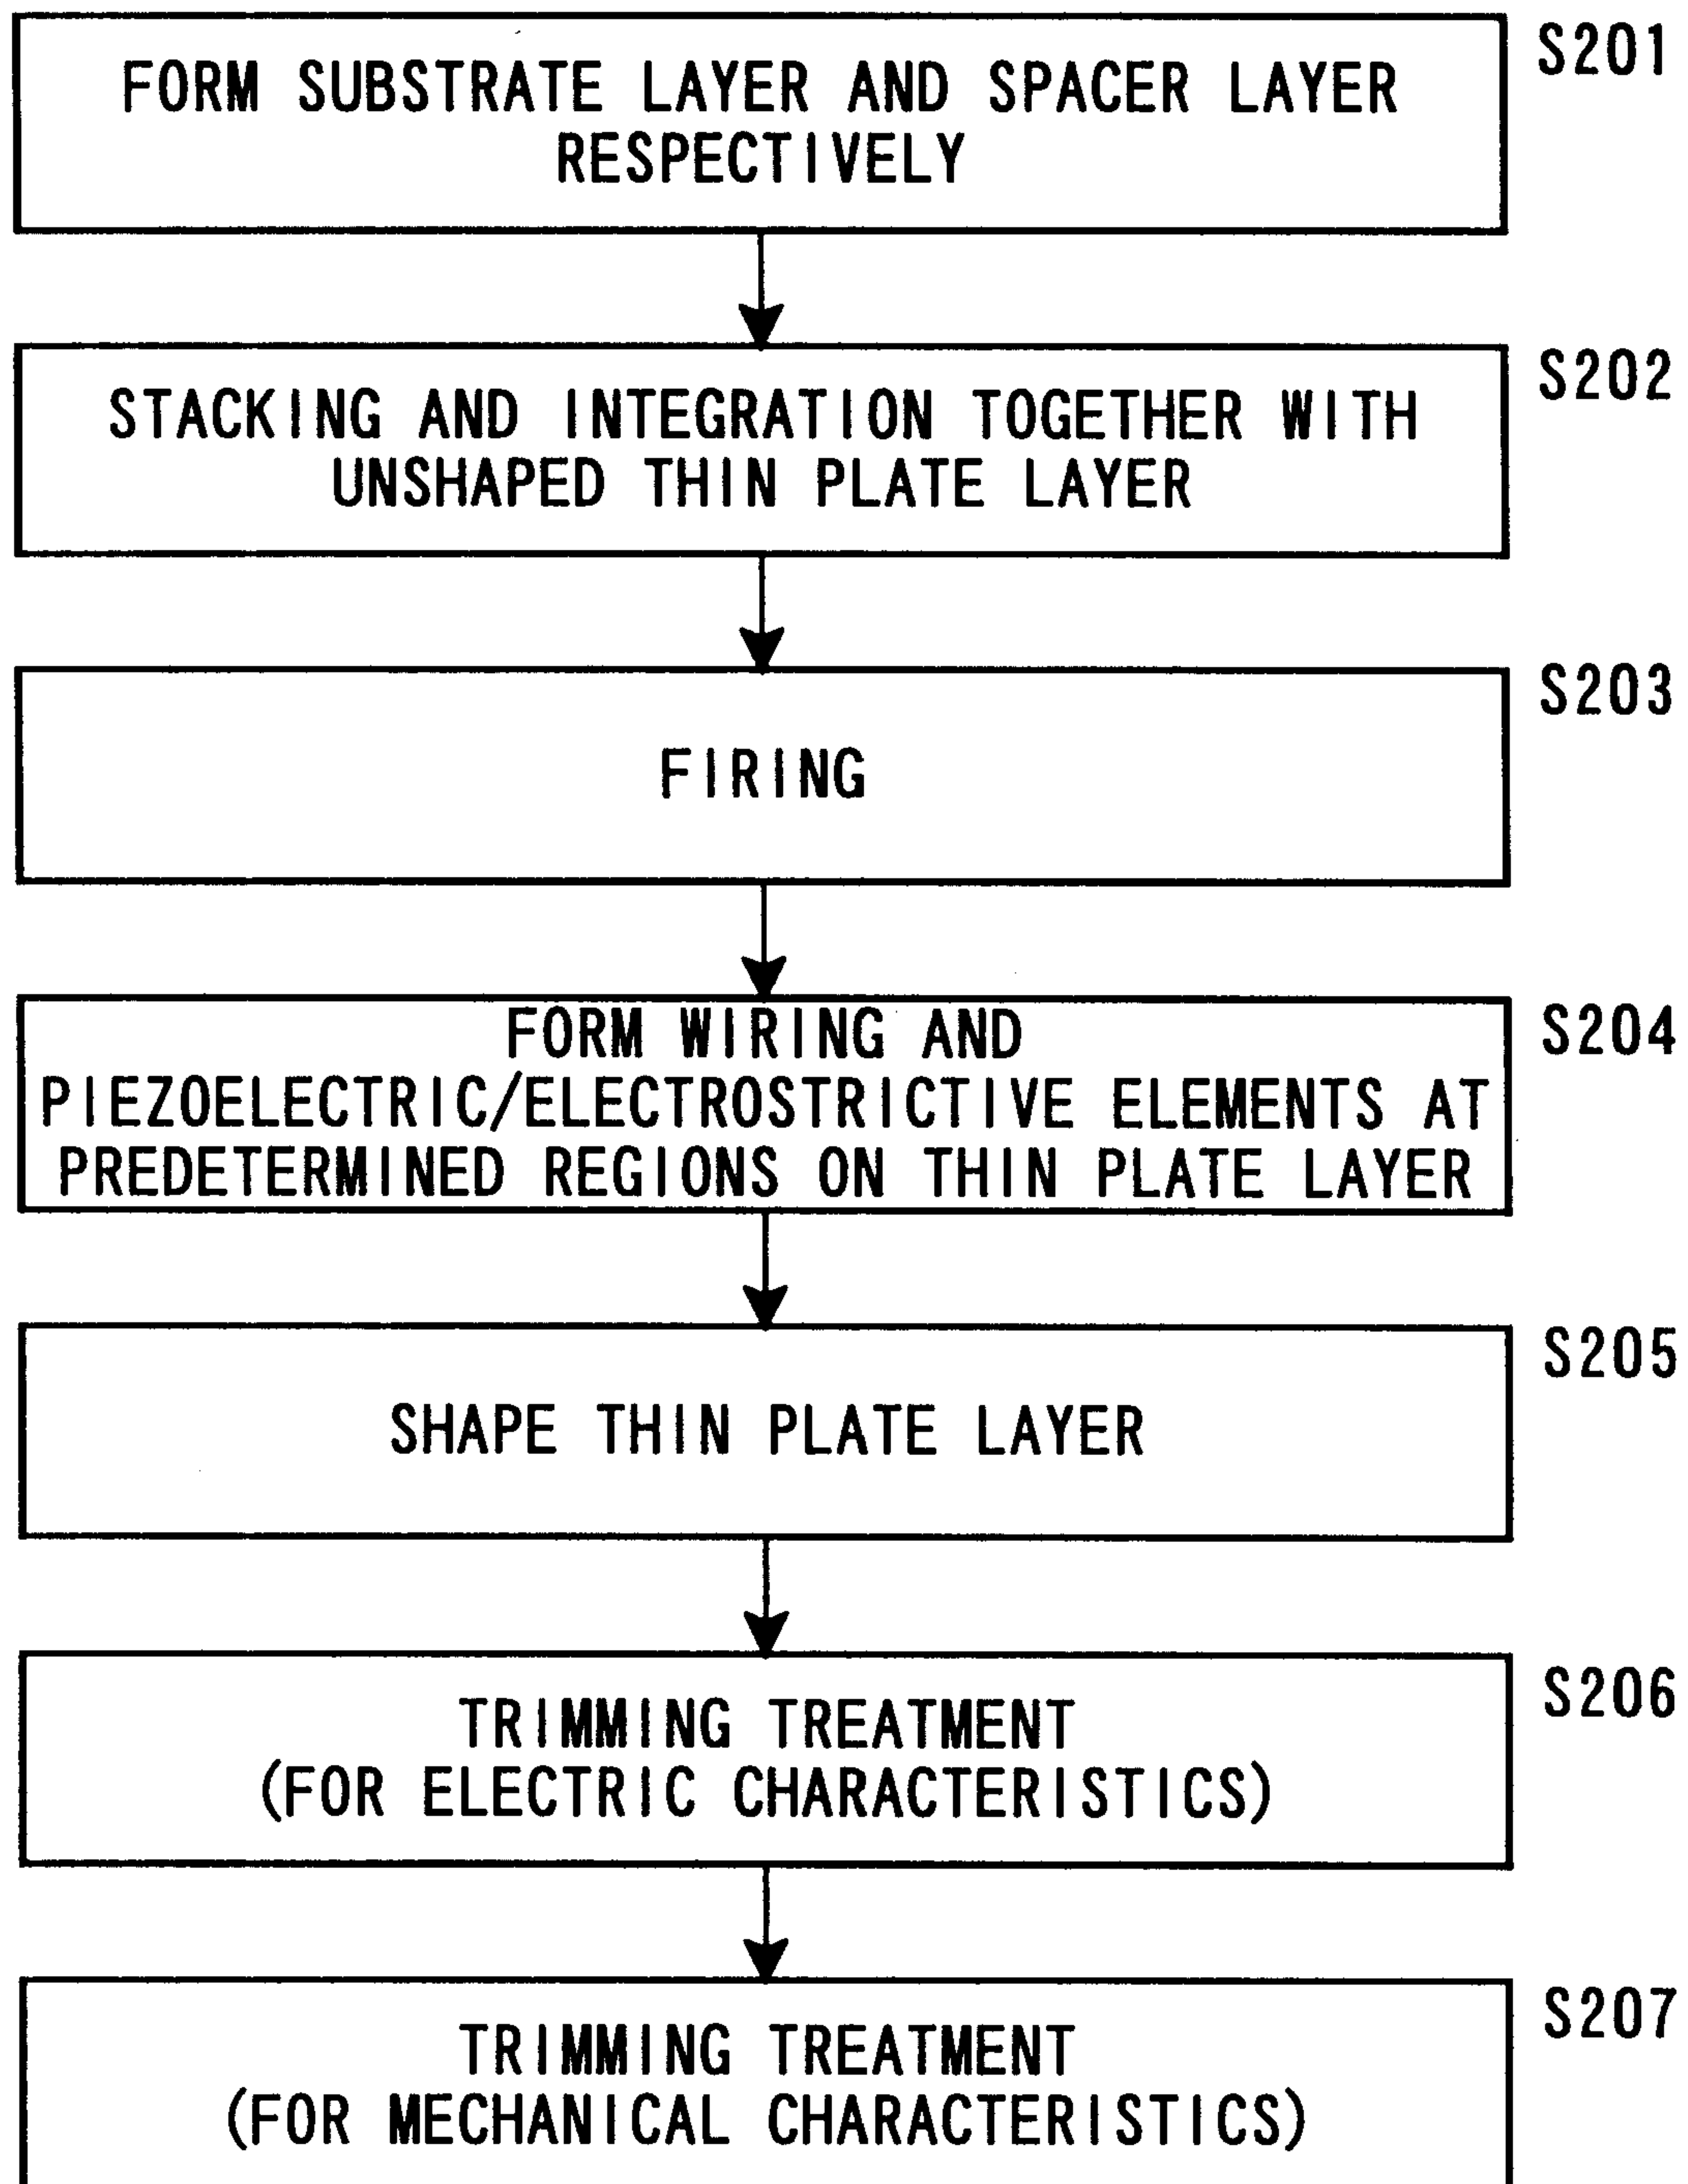 S201
FORM SUBSTRATE LAYER AND SPACER LAYER
RESPECTIVELY
S202
STACKING AND INTEGRATION TOGETHER WITH
UNSHAPED THIN PLATE LAYER
S203
FIRING
S204
FORM WIRING AND
PIEZOELECTRIC/ELECTROSTRICTIVE ELEMENTS AT
PREDETERMINED REGIONS ON THIN PLATE LAYER
S205
SHAPE THIN PLATE LAYER
S206
TRIMMING TREATMENT
(FOR ELECTRIC CHARACTERISTICS)
S207
TRIMMING TREATMENT
(FOR MECHANICAL CHARACTERISTICS)